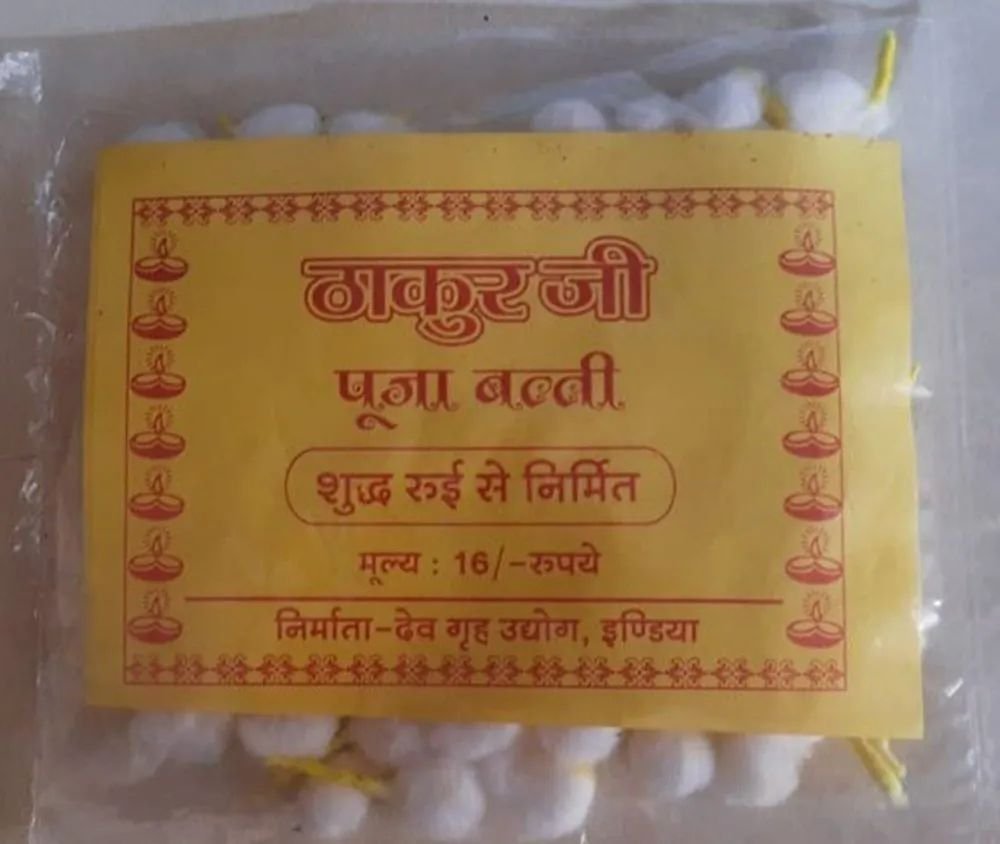 ठाकुर जी
पूजा बत्ती
शुद्ध रुई से निर्मित
मूल्य : 16/-रुपये
निर्माता-देव गृह उद्योग, इण्डिया